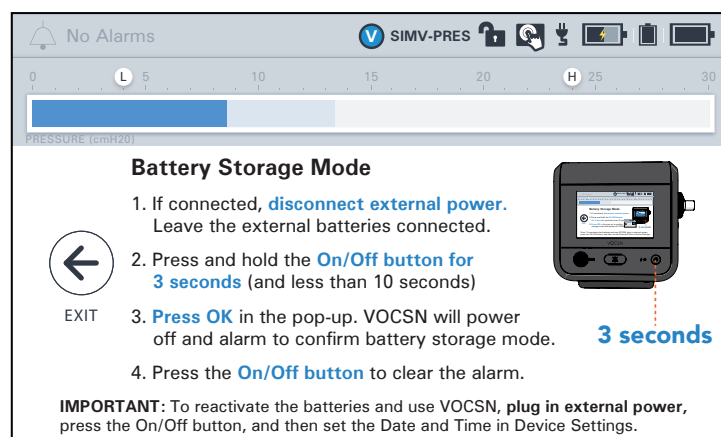 No Alarms
V SIMV-PRES
0 L 5 10 15 20 H 25 30
PRESSURE (cmH20)
Battery Storage Mode
1. If connected, disconnect external power.
Leave the external batteries connected.
2. Press and hold the On/Off button for
3 seconds (and less than 10 seconds)
EXIT
3. Press OK in the pop-up. VOCSN will power
off and alarm to confirm battery storage mode.
4. Press the On/Off button to clear the alarm.
VOCSN
3 seconds
IMPORTANT: To reactivate the batteries and use VOCSN, plug in external power,
press the On/Off button, and then set the Date and Time in Device Settings.